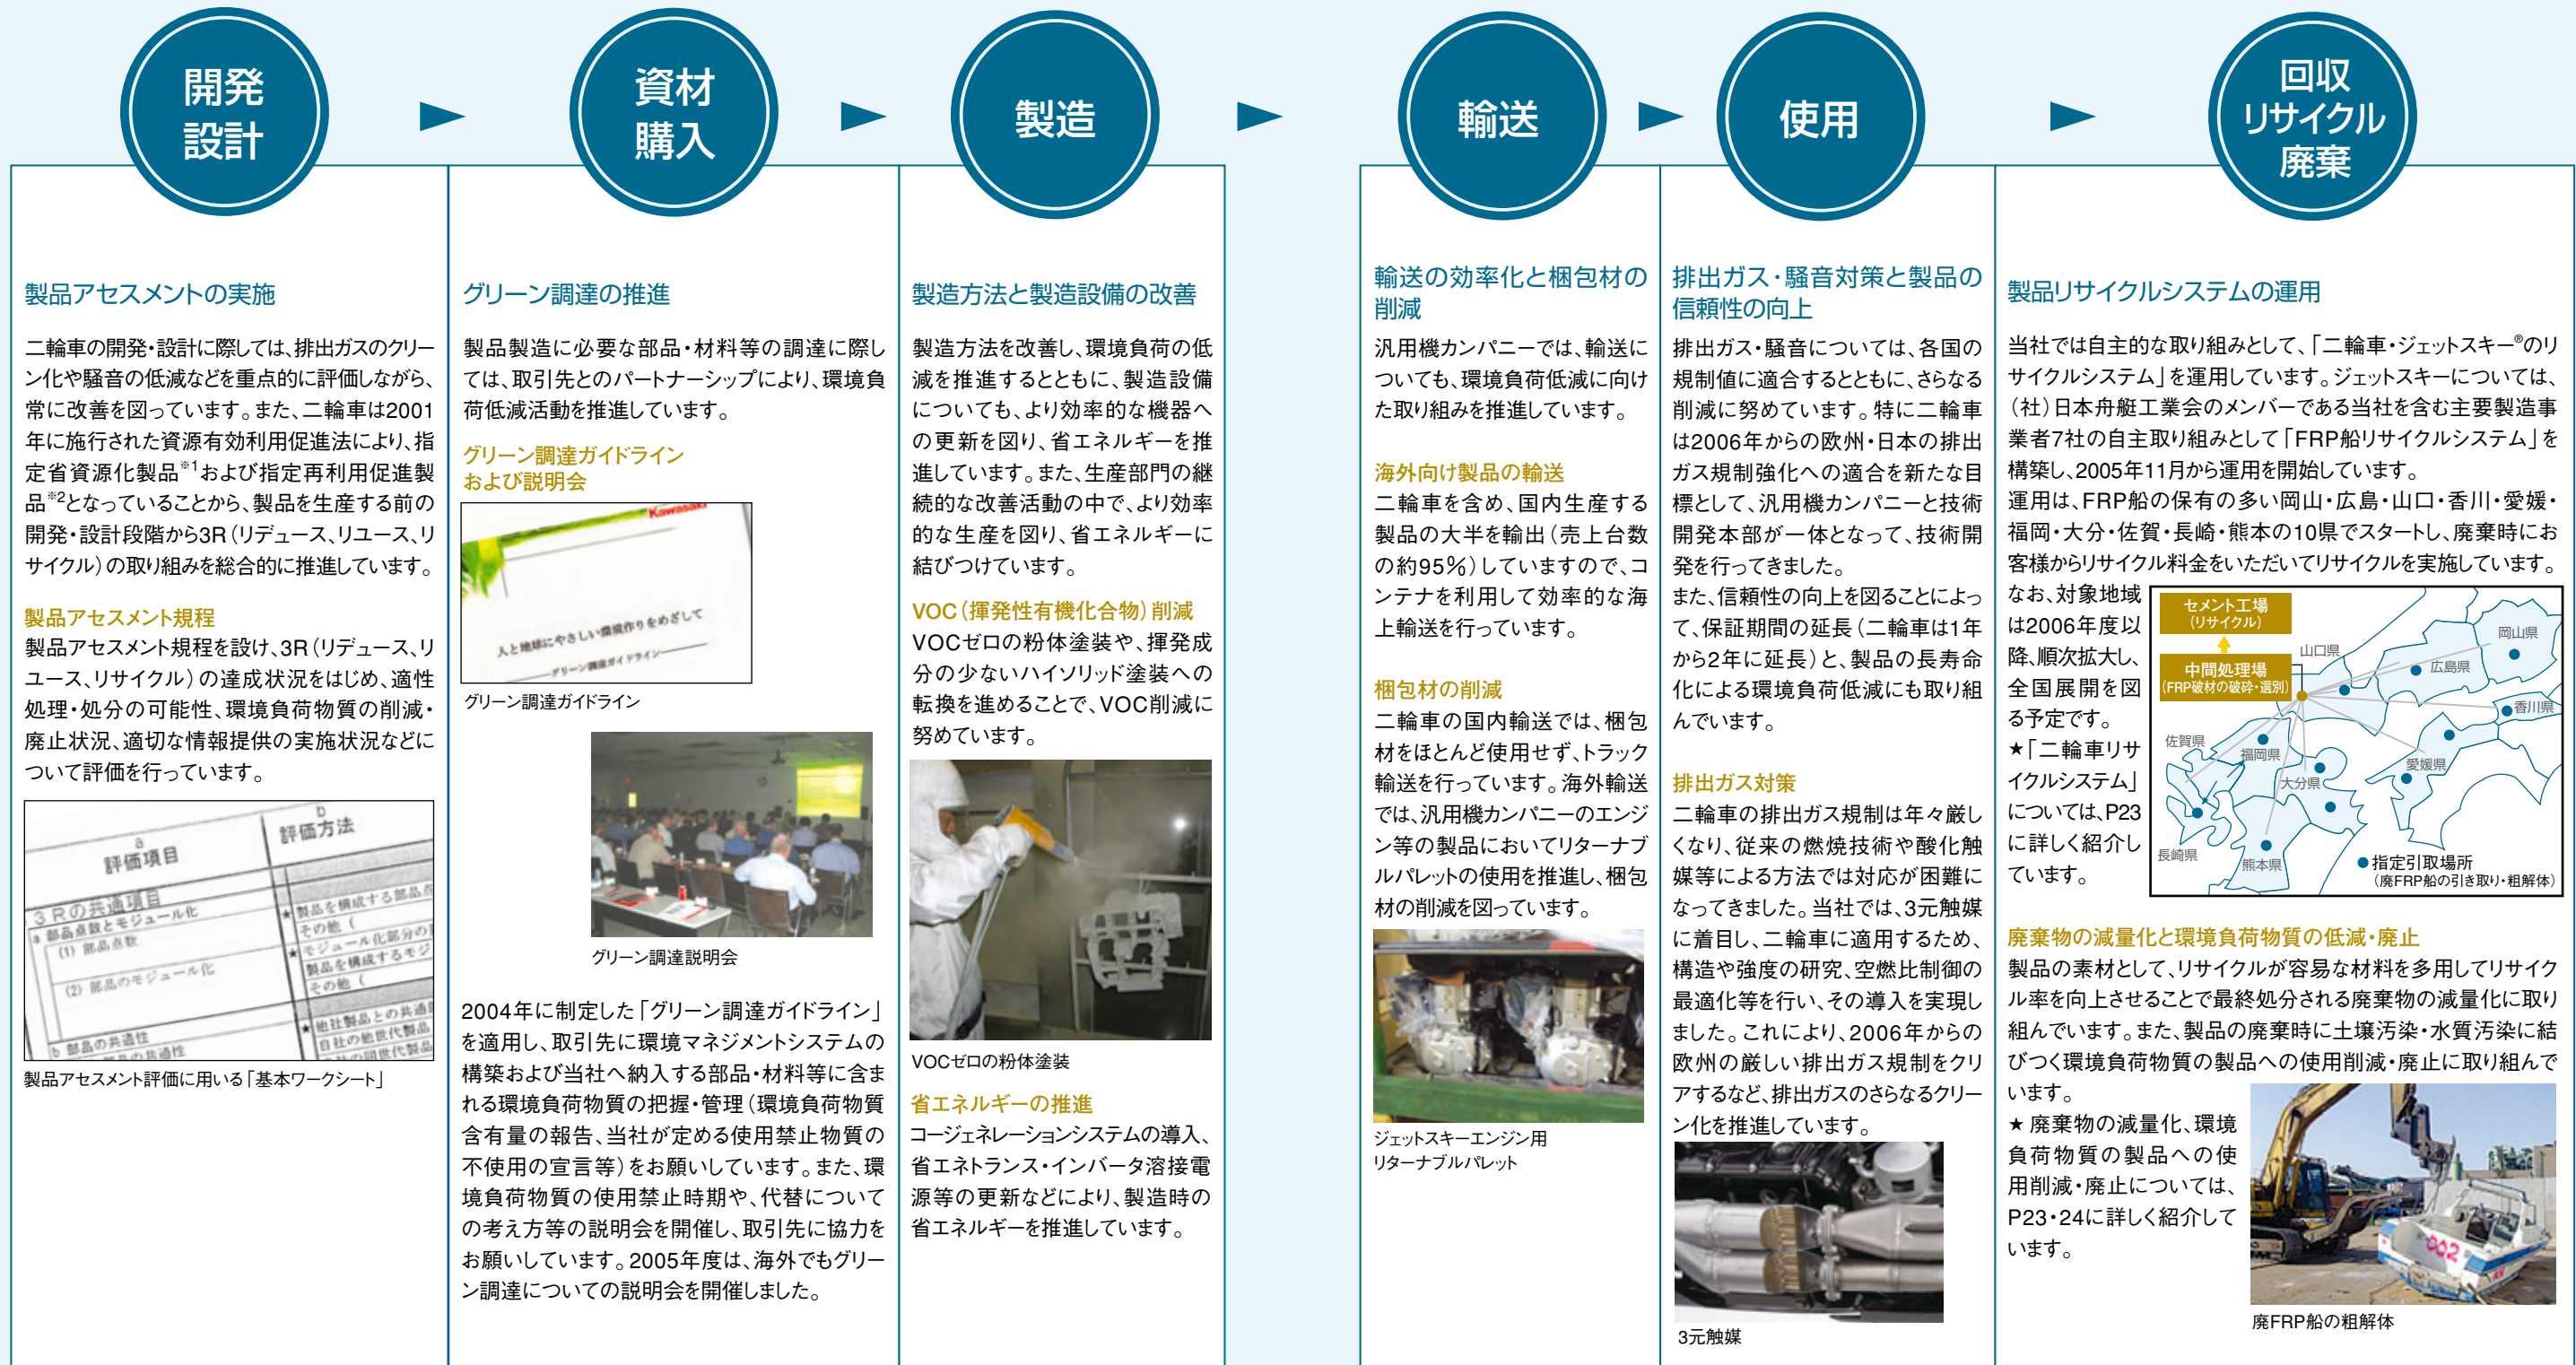 開発
設計
資材
購入
製造
輸送
使用
回収
リサイクル
廃棄
製品アセスメントの実施
二輪車の開発・設計に際しては、排出ガスのクリー
ン化や騒音の低減などを重点的に評価しながら、
常に改善を図っています。また、二輪車は2001
年に施行された資源有効利用促進法により、指
定省資源化製品※1および指定再利用促進製
品※2となっていることから、製品を生産する前の
開発・設計段階から3R（リデュース、リユース、リ
サイクル）の取り組みを総合的に推進しています。
製品アセスメント規程
製品アセスメント規程を設け、3R（リデュース、リ
ユース、リサイクル）の達成状況をはじめ、適性
処理・処分の可能性、環境負荷物質の削減・
廃止状況、適切な情報提供の実施状況などに
ついて評価を行っています。
a
評価項目
b
評価方法
3Rの共通項目
a 部品点数とモジュール化
(1) 部品点数
(2) 部品のモジュール化
b 部品の共通性
★製品を構成する部品点
その他（
★モジュール化部分の
製品を構成するモジ
その他（
★他社製品との共通
自社の他世代製品
製品アセスメント評価に用いる「基本ワークシート」
グリーン調達の推進
製品製造に必要な部品・材料等の調達に際し
ては、取引先とのパートナーシップにより、環境負
荷低減活動を推進しています。
グリーン調達ガイドライン
および説明会
Kawasaki
人と地球にやさしい環境作りをめざして
グリーン調達ガイドライン
グリーン調達ガイドライン
グリーン調達説明会
2004年に制定した「グリーン調達ガイドライン」
を適用し、取引先に環境マネジメントシステムの
構築および当社へ納入する部品・材料等に含ま
れる環境負荷物質の把握・管理（環境負荷物質
含有量の報告、当社が定める使用禁止物質の
不使用の宣言等）をお願いしています。また、環
境負荷物質の使用禁止時期や、代替について
の考え方等の説明会を開催し、取引先に協力を
お願いしています。2005年度は、海外でもグリー
ン調達についての説明会を開催しました。
製造方法と製造設備の改善
製造方法を改善し、環境負荷の低
減を推進するとともに、製造設備
についても、より効率的な機器へ
の更新を図り、省エネルギーを推
進しています。また、生産部門の継
続的な改善活動の中で、より効率
的な生産を図り、省エネルギーに
結びつけています。
VOC（揮発性有機化合物）削減
VOCゼロの粉体塗装や、揮発成
分の少ないハイソリッド塗装への
転換を進めることで、VOC削減に
努めています。
VOCゼロの粉体塗装
省エネルギーの推進
コージェネレーションシステムの導入、
省エネトランス・インバータ溶接電
源等の更新などにより、製造時の
省エネルギーを推進しています。
輸送の効率化と梱包材の
削減
汎用機カンパニーでは、輸送に
ついても、環境負荷低減に向け
た取り組みを推進しています。
海外向け製品の輸送
二輪車を含め、国内生産する
製品の大半を輸出（売上台数
の約95％）していますので、コ
ンテナを利用して効率的な海
上輸送を行っています。
梱包材の削減
二輪車の国内輸送では、梱包
材をほとんど使用せず、トラック
輸送を行っています。海外輸送
では、汎用機カンパニーのエンジ
ン等の製品においてリターナブ
ルパレットの使用を推進し、梱包
材の削減を図っています。
ジェットスキーエンジン用
リターナブルパレット
排出ガス・騒音対策と製品の
信頼性の向上
排出ガス・騒音については、各国の
規制値に適合するとともに、さらなる
削減に努めています。特に二輪車
は2006年からの欧州・日本の排出
ガス規制強化への適合を新たな目
標として、汎用機カンパニーと技術
開発本部が一体となって、技術開
発を行ってきました。
また、信頼性の向上を図ることによっ
て、保証期間の延長（二輪車は1年
から2年に延長）と、製品の長寿命
化による環境負荷低減にも取り組
んでいます。
排出ガス対策
二輪車の排出ガス規制は年々厳し
くなり、従来の燃焼技術や酸化触
媒等による方法では対応が困難に
なってきました。当社では、3元触媒
に着目し、二輪車に適用するため、
構造や強度の研究、空燃比制御の
最適化等を行い、その導入を実現し
ました。これにより、2006年からの
欧州の厳しい排出ガス規制をクリ
アするなど、排出ガスのさらなるクリー
ン化を推進しています。
3元触媒
製品リサイクルシステムの運用
当社では自主的な取り組みとして、「二輪車・ジェットスキー®のリ
サイクルシステム」を運用しています。ジェットスキーについては、
（社）日本舟艇工業会のメンバーである当社を含む主要製造事
業者7社の自主取り組みとして「FRP船リサイクルシステム」を
構築し、2005年11月から運用を開始しています。
運用は、FRP船の保有の多い岡山・広島・山口・香川・愛媛・
福岡・大分・佐賀・長崎・熊本の10県でスタートし、廃棄時にお
客様からリサイクル料金をいただいてリサイクルを実施しています。
なお、対象地域
は2006年度以
降、順次拡大し、
全国展開を図
る予定です。
★「二輪車リサ
イクルシステム」
については、P23
に詳しく紹介し
ています。
セメント工場
（リサイクル）
中間処理場
（FRP破材の破砕・選別）
山口県
岡山県
広島県
香川県
佐賀県
福岡県
大分県
愛媛県
長崎県
熊本県
●指定引取場所
（廃FRP船の引き取り・粗解体）
廃棄物の減量化と環境負荷物質の低減・廃止
製品の素材として、リサイクルが容易な材料を多用してリサイク
ル率を向上させることで最終処分される廃棄物の減量化に取り
組んでいます。また、製品の廃棄時に土壌汚染・水質汚染に結
びつく環境負荷物質の製品への使用削減・廃止に取り組んで
います。
★廃棄物の減量化、環境
負荷物質の製品への使
用削減・廃止については、
P23・24に詳しく紹介して
います。
002
廃FRP船の粗解体